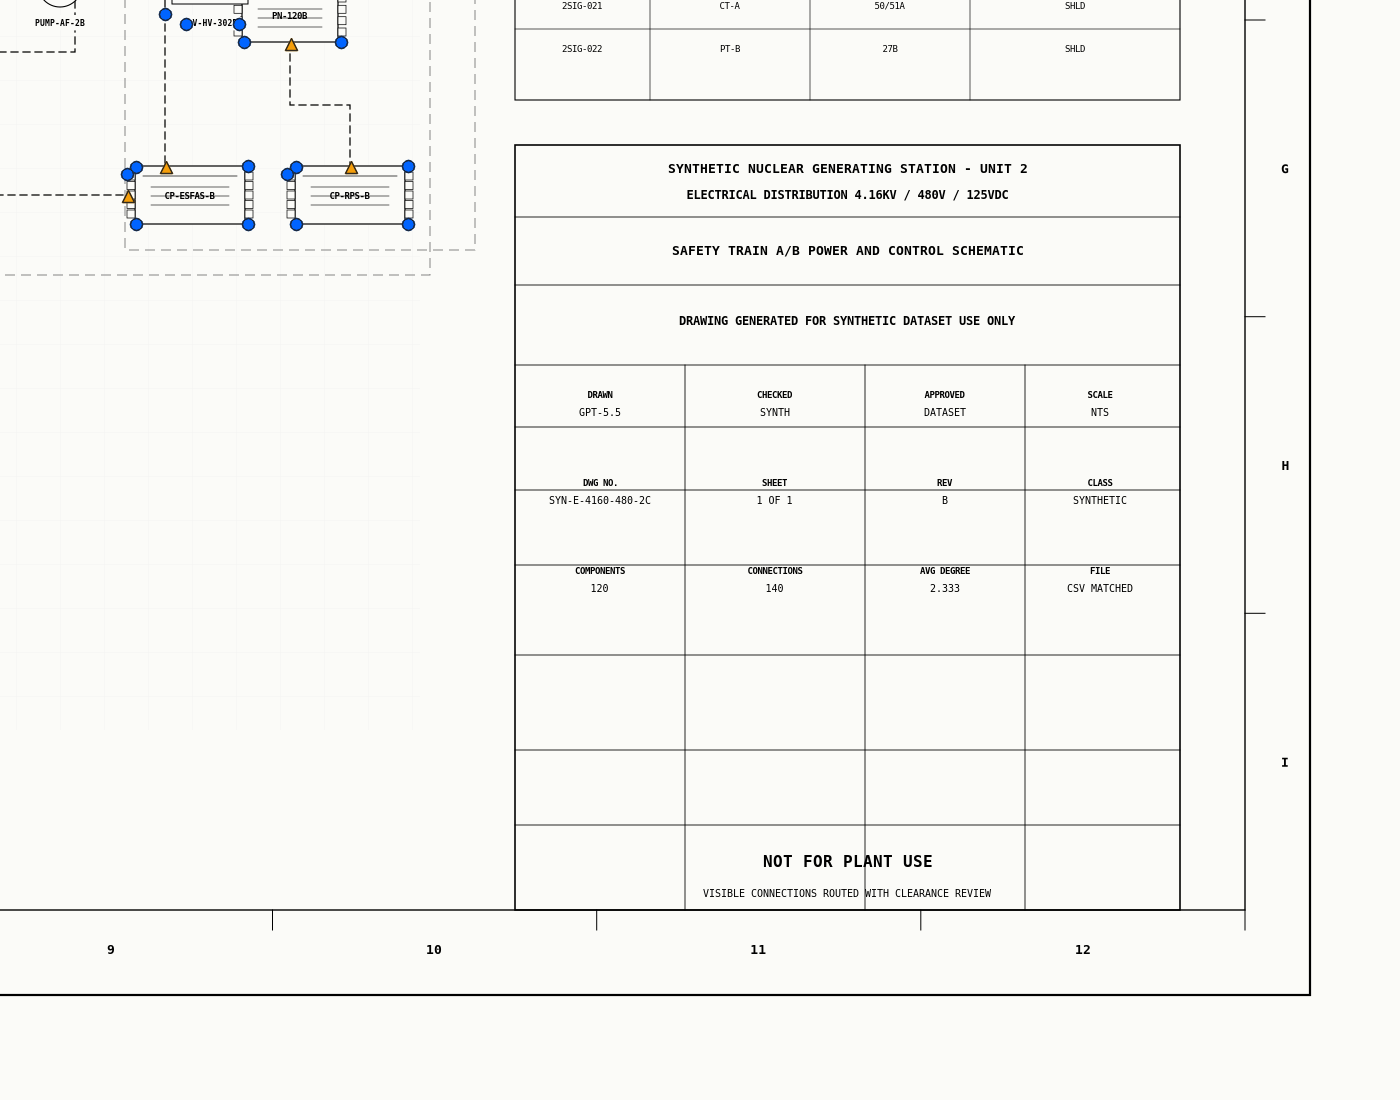 PUMP-AF-2B
V-HV-302
PN-120B
CP-ESFAS-B
CP-RPS-B
2SIG-021 CT-A 50/51A SHLD
2SIG-022 PT-B 27B SHLD
SYNTHETIC NUCLEAR GENERATING STATION - UNIT 2
ELECTRICAL DISTRIBUTION 4.16KV / 480V / 125VDC
SAFETY TRAIN A/B POWER AND CONTROL SCHEMATIC
DRAWING GENERATED FOR SYNTHETIC DATASET USE ONLY
DRAWN CHECKED APPROVED SCALE
GPT-5.5 SYNTH DATASET NTS
DWG NO. SHEET REV CLASS
SYN-E-4160-480-2C 1 OF 1 B SYNTHETIC
COMPONENTS CONNECTIONS AVG DEGREE FILE
120 140 2.333 CSV MATCHED
NOT FOR PLANT USE
VISIBLE CONNECTIONS ROUTED WITH CLEARANCE REVIEW
G
H
I
9 10 11 12